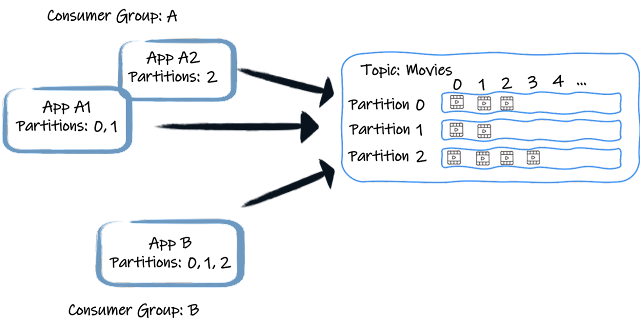 Consumer Group: A
App A2
Partitions: 2
App A1
Partitions: 0,1
Topic: Movies
0 1 2 3 4 ...
Partition 0
Partition 1
Partition 2
App B
Partitions: 0, 1, 2
Consumer Group: B